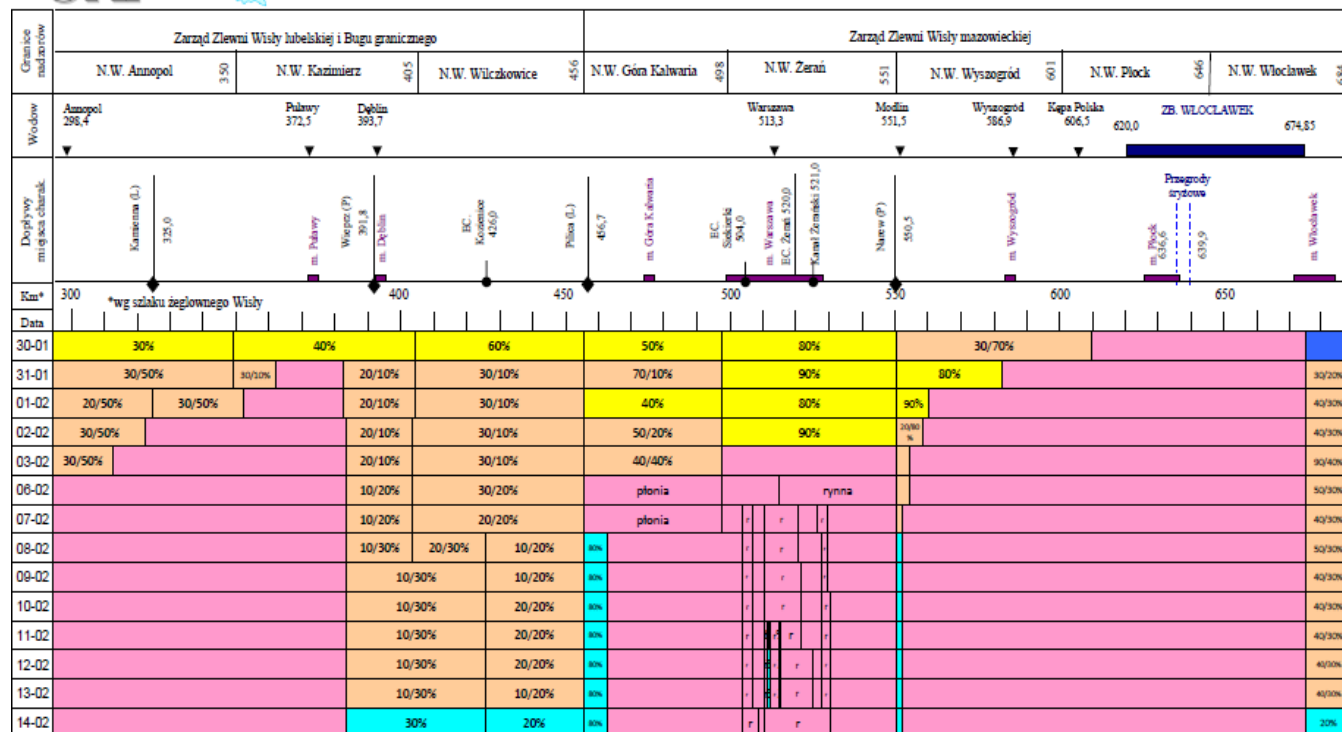 Granice nadzorów
Zarząd Zlewni Wisły lubelskiej i Bugu granicznego
Zarząd Zlewni Wisły mazowieckiej
N.W. Annopol 350 N.W. Kazimierz 405 N.W. Wilczkowice 456 N.W. Góra Kalwaria 498 N.W. Żerań 551 N.W. Wyszogród 601 N.W. Płock 646 N.W. Włocławek 684
Wodow
Annopol Puławy Dęblin Warszawa Modlin Wyszogród Kępa Polska ZB. WŁOCŁAWEK
298,4 372,5 393,7 513,3 551,5 586,9 606,5 620,0 674,85
Dopływy miejsca charak.
Kamienna (L) 325,0
m. Puławy
Wieprz (P) 391,8
m. Dęblin
EC. Kozienice 426,0
Pilica (L) 456,7
m. Góra Kalwaria
EC. Siekierki 504,0
m. Warszawa
EC. Żerań 520,0
Kanał Żerański 521,0
Narew (P) 550,5
m. Wyszogród
Przegrody śryżowe
m. Płock
636,6
639,9
m. Włocławek
Km* 300 400 450 500 550 600 650
*wg szlaku żeglownego Wisły
Data
30-01 30% 40% 60% 50% 80% 30/70%
31-01 30/50% 30/10% 20/10% 30/10% 70/10% 90% 80% 30/20%
01-02 20/50% 30/50% 20/10% 30/10% 40% 80% 90% 40/30%
02-02 30/50% 20/10% 30/10% 50/20% 90% 20/80% 40/30%
03-02 30/50% 20/10% 30/10% 40/40% 90/40%
06-02 10/20% 30/20% płonia rynna 50/30%
07-02 10/20% 20/20% płonia r r r 40/30%
08-02 10/30% 20/30% 10/20% 80% r r r 50/30%
09-02 10/30% 10/20% 80% r r r 40/30%
10-02 10/30% 20/20% 80% r r r 40/30%
11-02 10/30% 20/20% 80% r r r r 40/30%
12-02 10/30% 20/20% 80% r r r r 40/30%
13-02 10/30% 10/20% 80% r r r r 40/30%
14-02 30% 20% 80% r r 20%